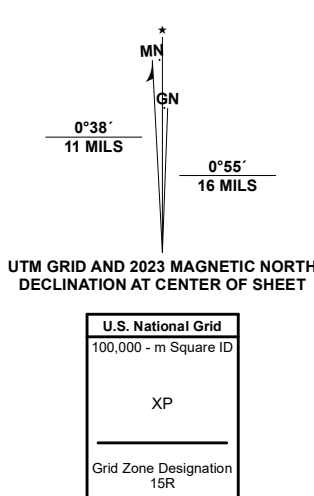 ★
MN
GN
0°38´
11 MILS
0°55´
16 MILS
UTM GRID AND 2023 MAGNETIC NORTH
DECLINATION AT CENTER OF SHEET
U.S. National Grid
100,000 - m Square ID
XP
Grid Zone Designation
15R